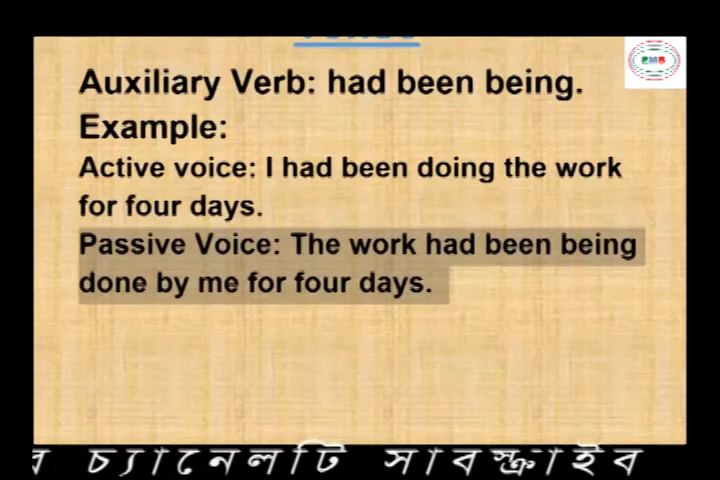 Auxiliary Verb: had been being.
Example:
Active voice: I had been doing the work
for four days.
Passive Voice: The work had been being
done by me for four days.
চ্যানেলটি সাবস্ক্রাইব